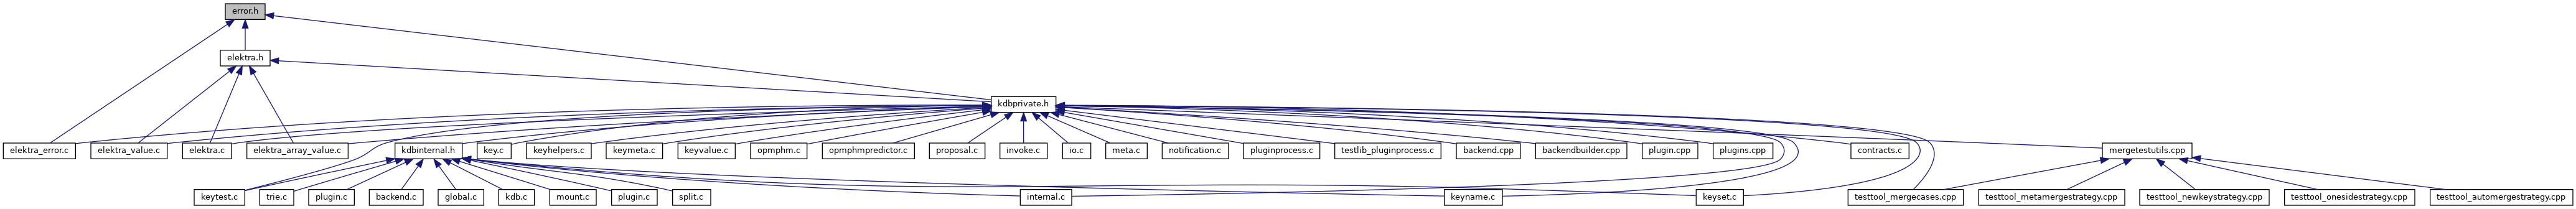 error.h
elektra.h
kdbprivate.h
elektra_error.c
elektra_value.c
elektra.c
elektra_array_value.c
kdbinternal.h
key.c
keyhelpers.c
keymeta.c
keyvalue.c
opmphm.c
opmphmpredictor.c
proposal.c
invoke.c
io.c
meta.c
notification.c
pluginprocess.c
testlib_pluginprocess.c
backend.cpp
backendbuilder.cpp
plugin.cpp
plugins.cpp
contracts.c
mergetestutils.cpp
keytest.c
trie.c
plugin.c
backend.c
global.c
kdb.c
mount.c
plugin.c
split.c
internal.c
keyname.c
keyset.c
testtool_mergecases.cpp
testtool_metamergestrategy.cpp
testtool_newkeystrategy.cpp
testtool_onesidestrategy.cpp
testtool_automergestrategy.cpp